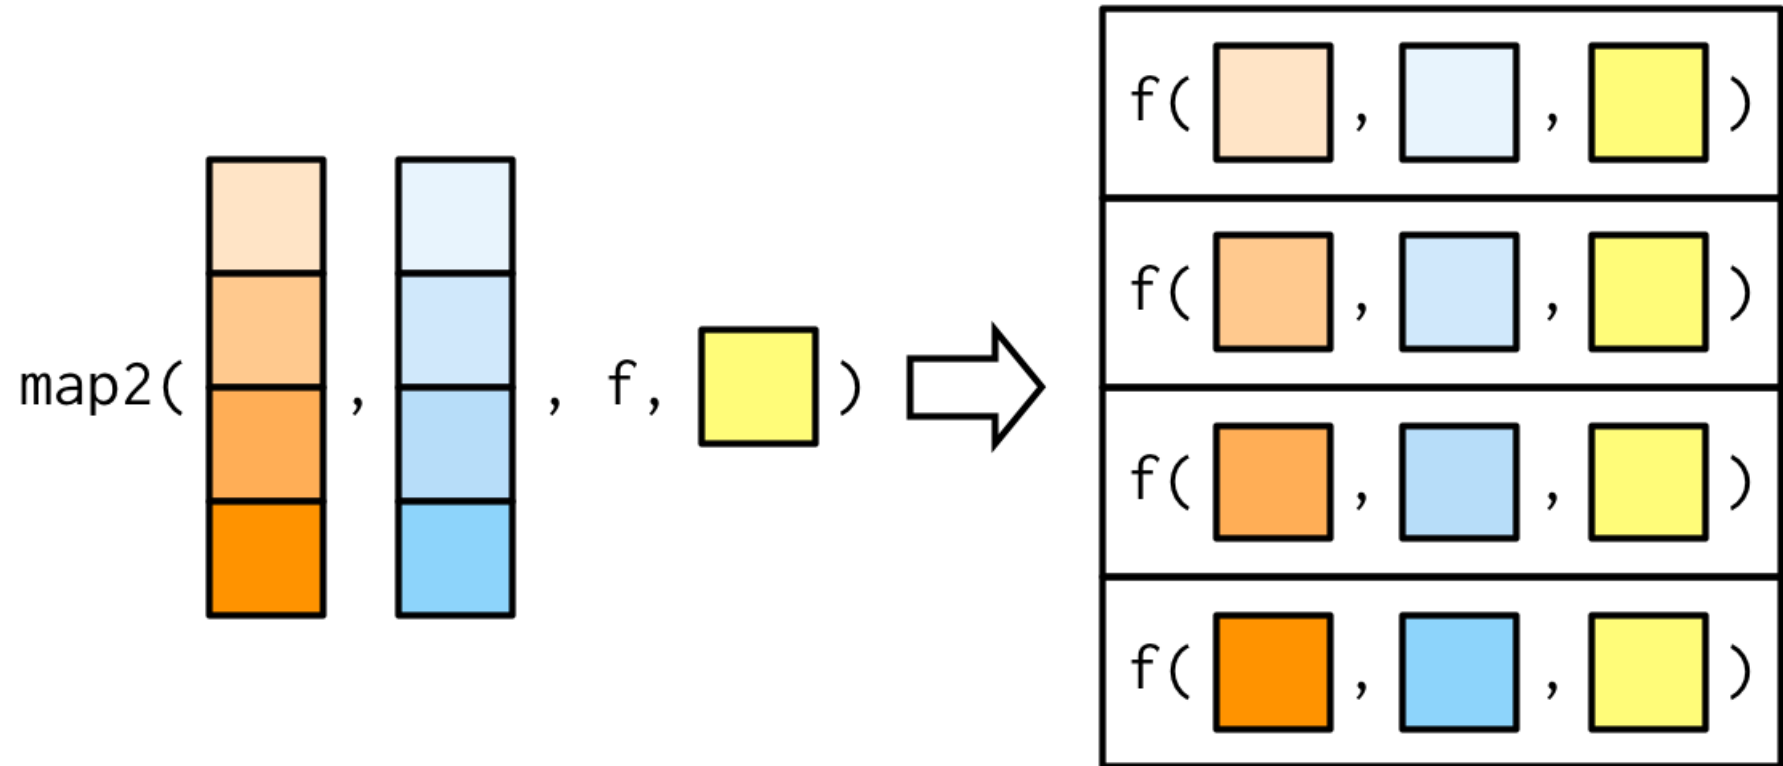 map2( , , f, )
f( , , )
f( , , )
f( , , )
f( , , )